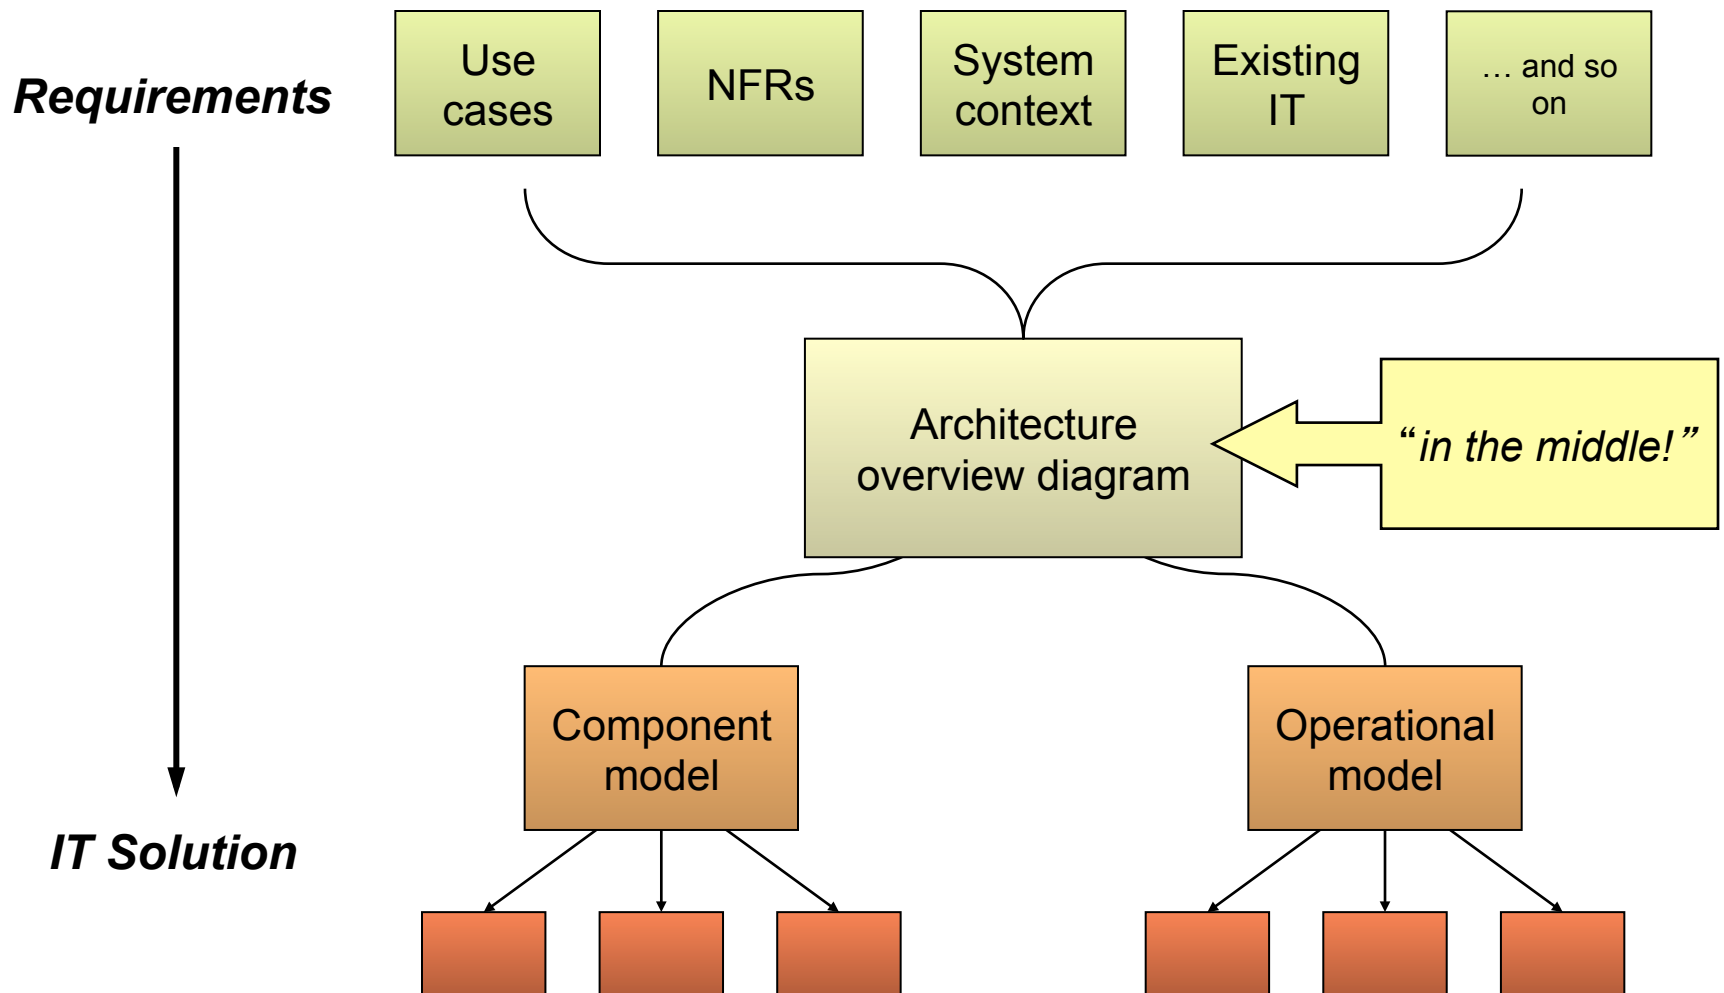 Requirements
Use
cases
NFRs
System
context
Existing
IT
… and so
on
Architecture
overview diagram
“in the middle!”
Component
model
Operational
model
IT Solution